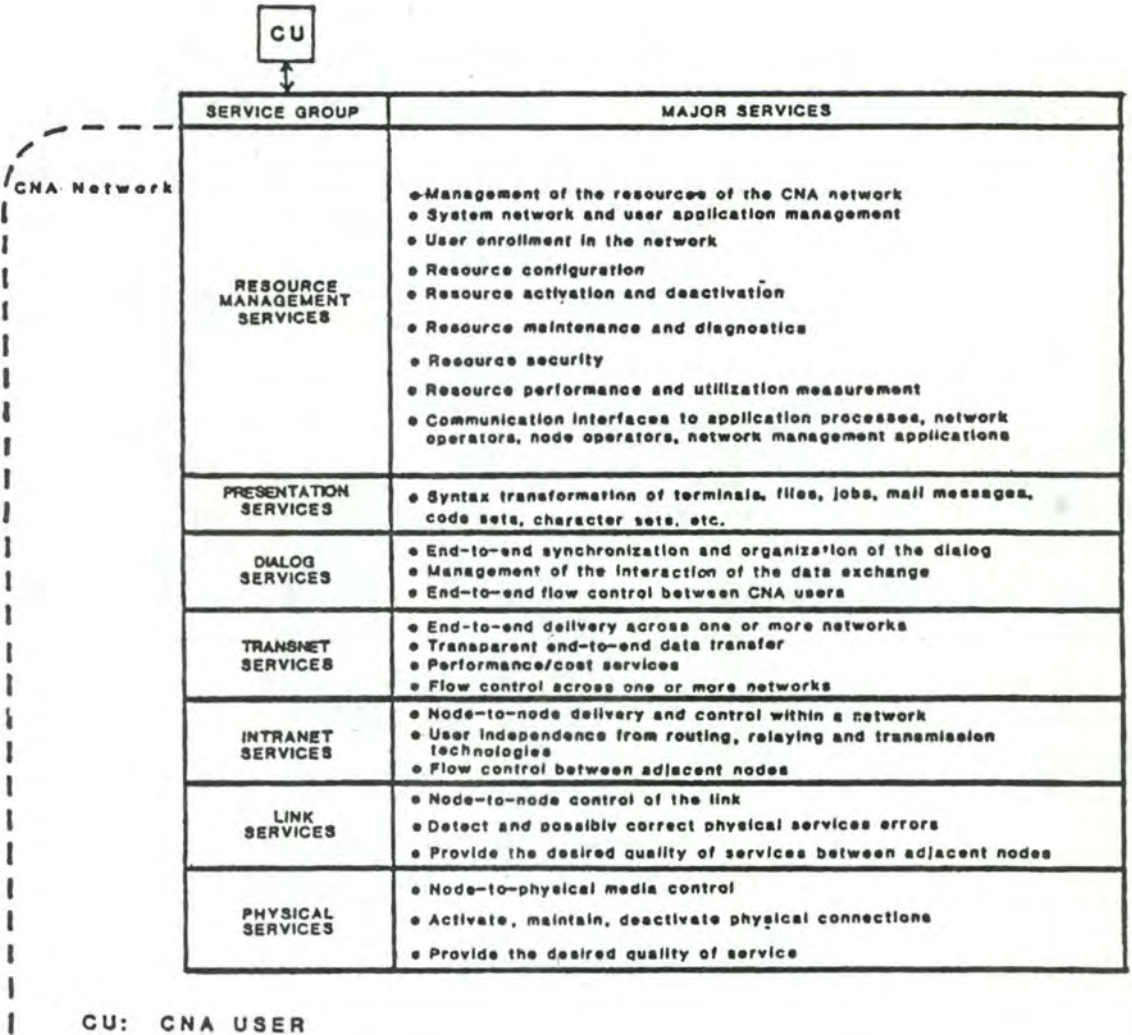 CU
SERVICE GROUP
MAJOR SERVICES
CNA Network
RESOURCE
MANAGEMENT
SERVICES
• Management of the resources of the CNA network
• System network and user application management
• User enrollment in the network
• Resource configuration
• Resource activation and deactivation
• Resource maintenance and diagnostics
• Resource security
• Resource performance and utilization measurement
• Communication interfaces to application processes, network
operators, node operators, network management applications
PRESENTATION
SERVICES
• Syntax transformation of terminals, files, jobs, mail messages,
code sets, character sets, etc.
DIALOG
SERVICES
• End-to-end synchronization and organization of the dialog
• Management of the interaction of the data exchange
• End-to-end flow control between CNA users
TRANSNET
SERVICES
• End-to-end delivery across one or more networks
• Transparent end-to-end data transfer
• Performance/cost services
• Flow control across one or more networks
INTRANET
SERVICES
• Node-to-node delivery and control within a network
• User independence from routing, relaying and transmission
technologies
• Flow control between adjacent nodes
LINK
SERVICES
• Node-to-node control of the link
• Detect and possibly correct physical services errors
• Provide the desired quality of services between adjacent nodes
PHYSICAL
SERVICES
• Node-to-physical media control
• Activate, maintain, deactivate physical connections
• Provide the desired quality of service
CU: CNA USER